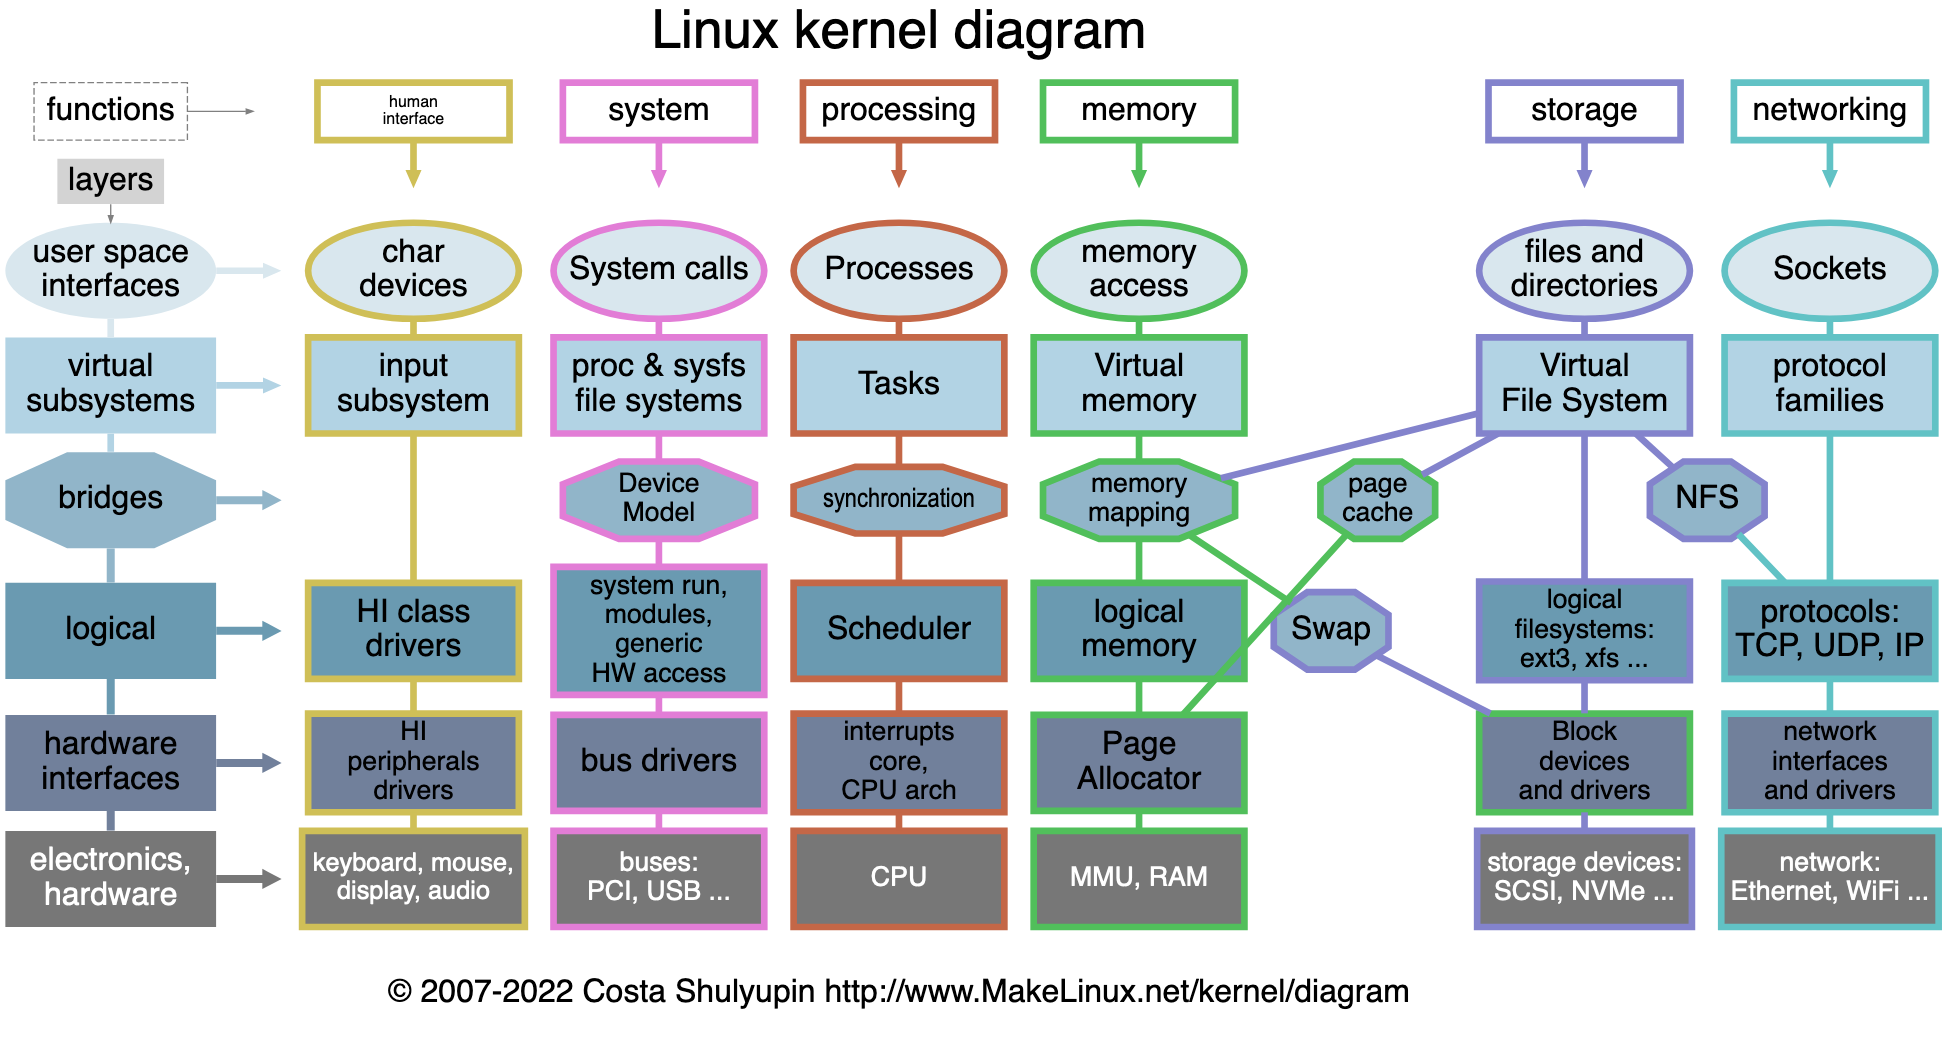 Linux kernel diagram
functions
human
interface
system
processing
memory
storage
networking
layers
user space
interfaces
char
devices
System calls
Processes
memory
access
files and
directories
Sockets
virtual
subsystems
input
subsystem
proc & sysfs
file systems
Tasks
Virtual
memory
Virtual
File System
protocol
families
bridges
Device
Model
synchronization
memory
mapping
page
cache
NFS
logical
HI class
drivers
system run,
modules,
generic
HW access
Scheduler
logical
memory
Swap
logical
filesystems:
ext3, xfs ...
protocols:
TCP, UDP, IP
hardware
interfaces
HI
peripherals
drivers
bus drivers
interrupts
core,
CPU arch
Page
Allocator
Block
devices
and drivers
network
interfaces
and drivers
electronics,
hardware
keyboard, mouse,
display, audio
buses:
PCI, USB ...
CPU
MMU, RAM
storage devices:
SCSI, NVMe ...
network:
Ethernet, WiFi ...
© 2007-2022 Costa Shulyupin http://www.MakeLinux.net/kernel/diagram